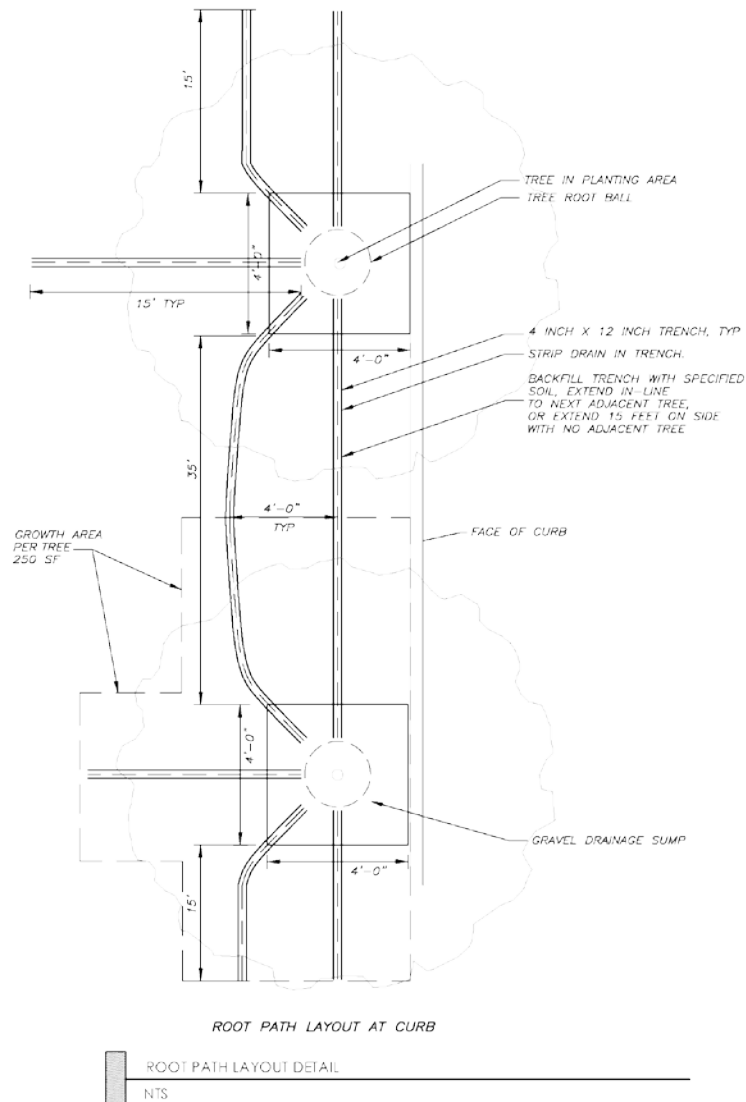 15'
TREE IN PLANTING AREA
TREE ROOT BALL
4'-0"
15' TYP
4 INCH X 12 INCH TRENCH, TYP
4'-0"
STRIP DRAIN IN TRENCH.
BACKFILL TRENCH WITH SPECIFIED
SOIL, EXTEND IN-LINE
TO NEXT ADJACENT TREE,
OR EXTEND 15 FEET ON SIDE
WITH NO ADJACENT TREE
35'
4'-0"
TYP
GROWTH AREA
PER TREE
250 SF
FACE OF CURB
4'-0"
GRAVEL DRAINAGE SUMP
4'-0"
15'
ROOT PATH LAYOUT AT CURB
ROOT PATH LAYOUT DETAIL
NTS